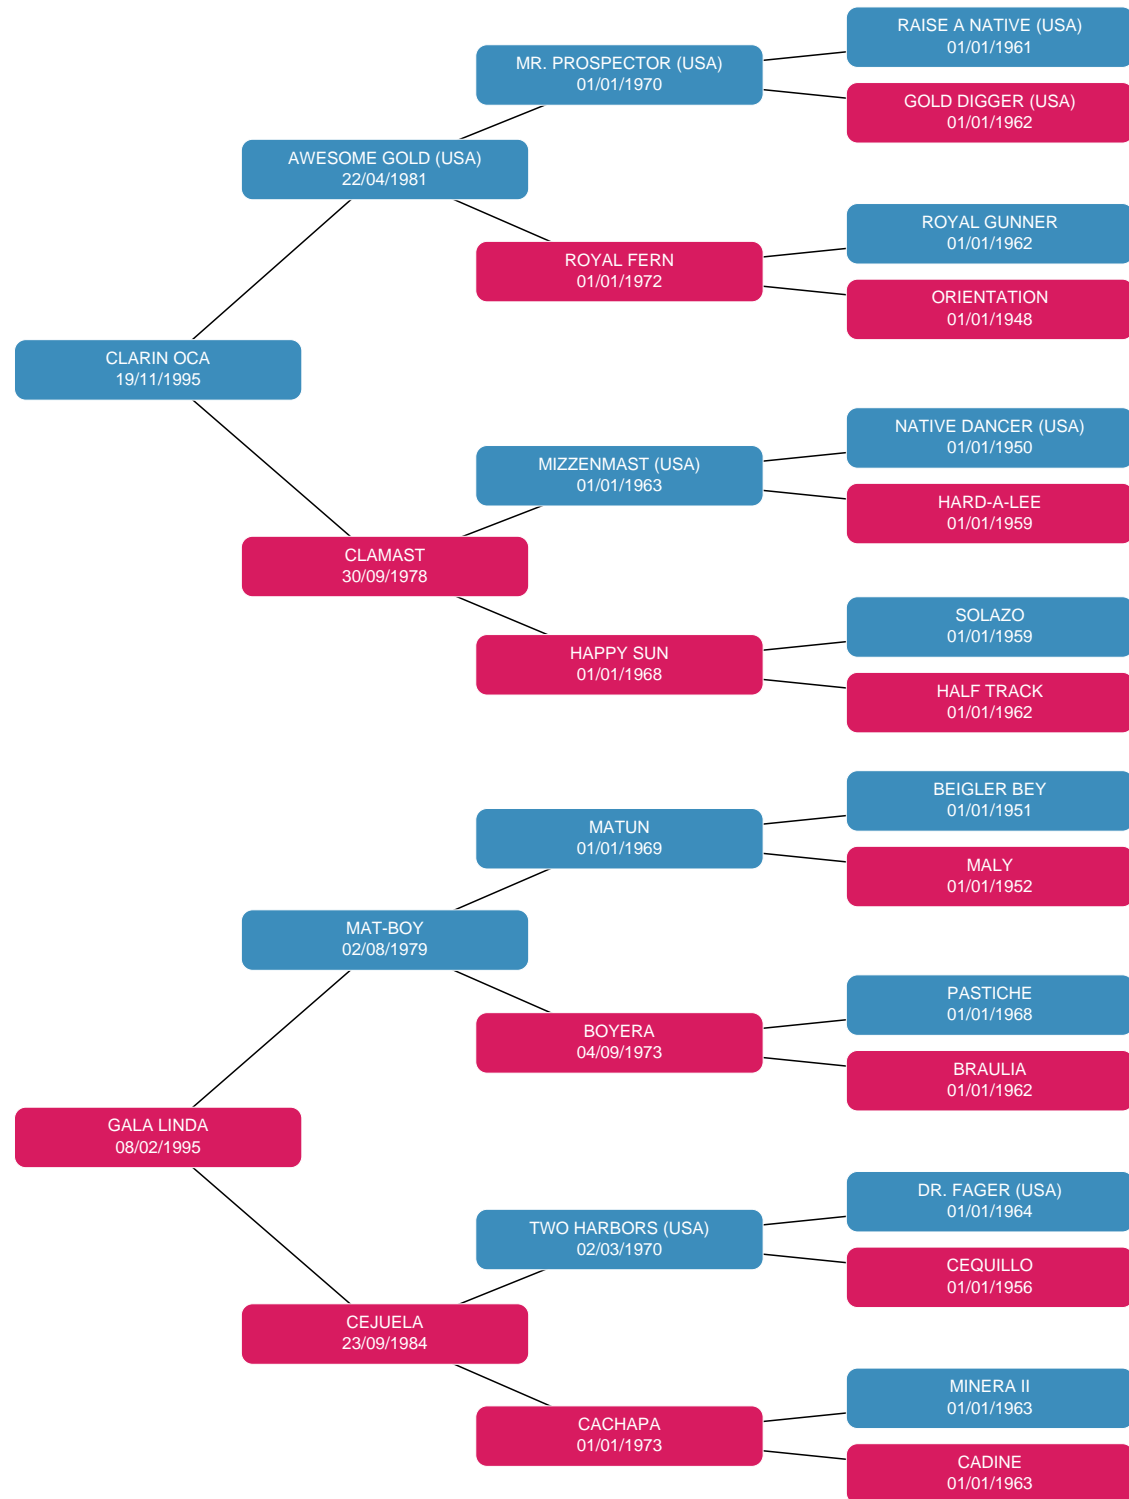 RAISE A NATIVE (USA)
01/01/1961
MR. PROSPECTOR (USA)
01/01/1970
GOLD DIGGER (USA)
01/01/1962
AWESOME GOLD (USA)
22/04/1981
ROYAL GUNNER
01/01/1962
ROYAL FERN
01/01/1972
ORIENTATION
01/01/1948
CLARIN OCA
19/11/1995
NATIVE DANCER (USA)
01/01/1950
MIZZENMAST (USA)
01/01/1963
HARD-A-LEE
01/01/1959
CLAMAST
30/09/1978
SOLAZO
01/01/1959
HAPPY SUN
01/01/1968
HALF TRACK
01/01/1962
BEIGLER BEY
01/01/1951
MATUN
01/01/1969
MALY
01/01/1952
MAT-BOY
02/08/1979
PASTICHE
01/01/1968
BOYERA
04/09/1973
BRAULIA
01/01/1962
GALA LINDA
08/02/1995
DR. FAGER (USA)
01/01/1964
TWO HARBORS (USA)
02/03/1970
CEQUILLO
01/01/1956
CEJUELA
23/09/1984
MINERA II
01/01/1963
CACHAPA
01/01/1973
CADINE
01/01/1963